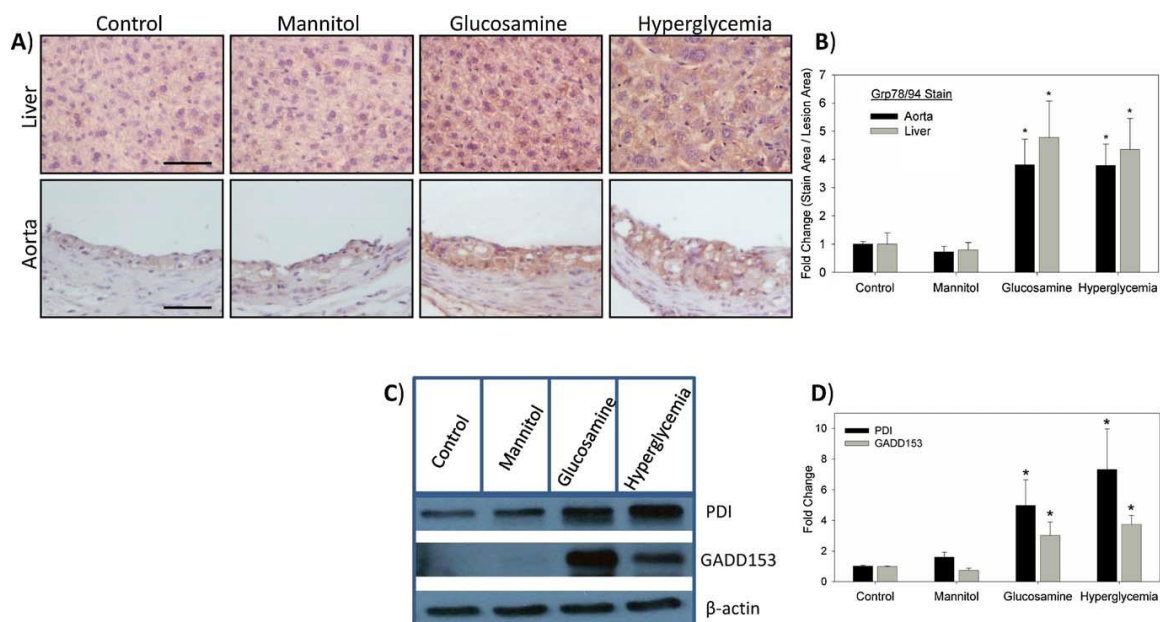 Control Mannitol Glucosamine Hyperglycemia
A)
Liver
Aorta
B)
Fold Change (Stain Area / Lesion Area)
7
6
5
4
3
2
1
0
Grp78/94 Stain
Aorta
Liver
* * * *
Control Mannitol Glucosamine Hyperglycemia
C)
Control Mannitol Glucosamine Hyperglycemia
PDI
GADD153
β-actin
D)
Fold Change
10
8
6
4
2
0
PDI
GADD153
* * * *
Control Mannitol Glucosamine Hyperglycemia